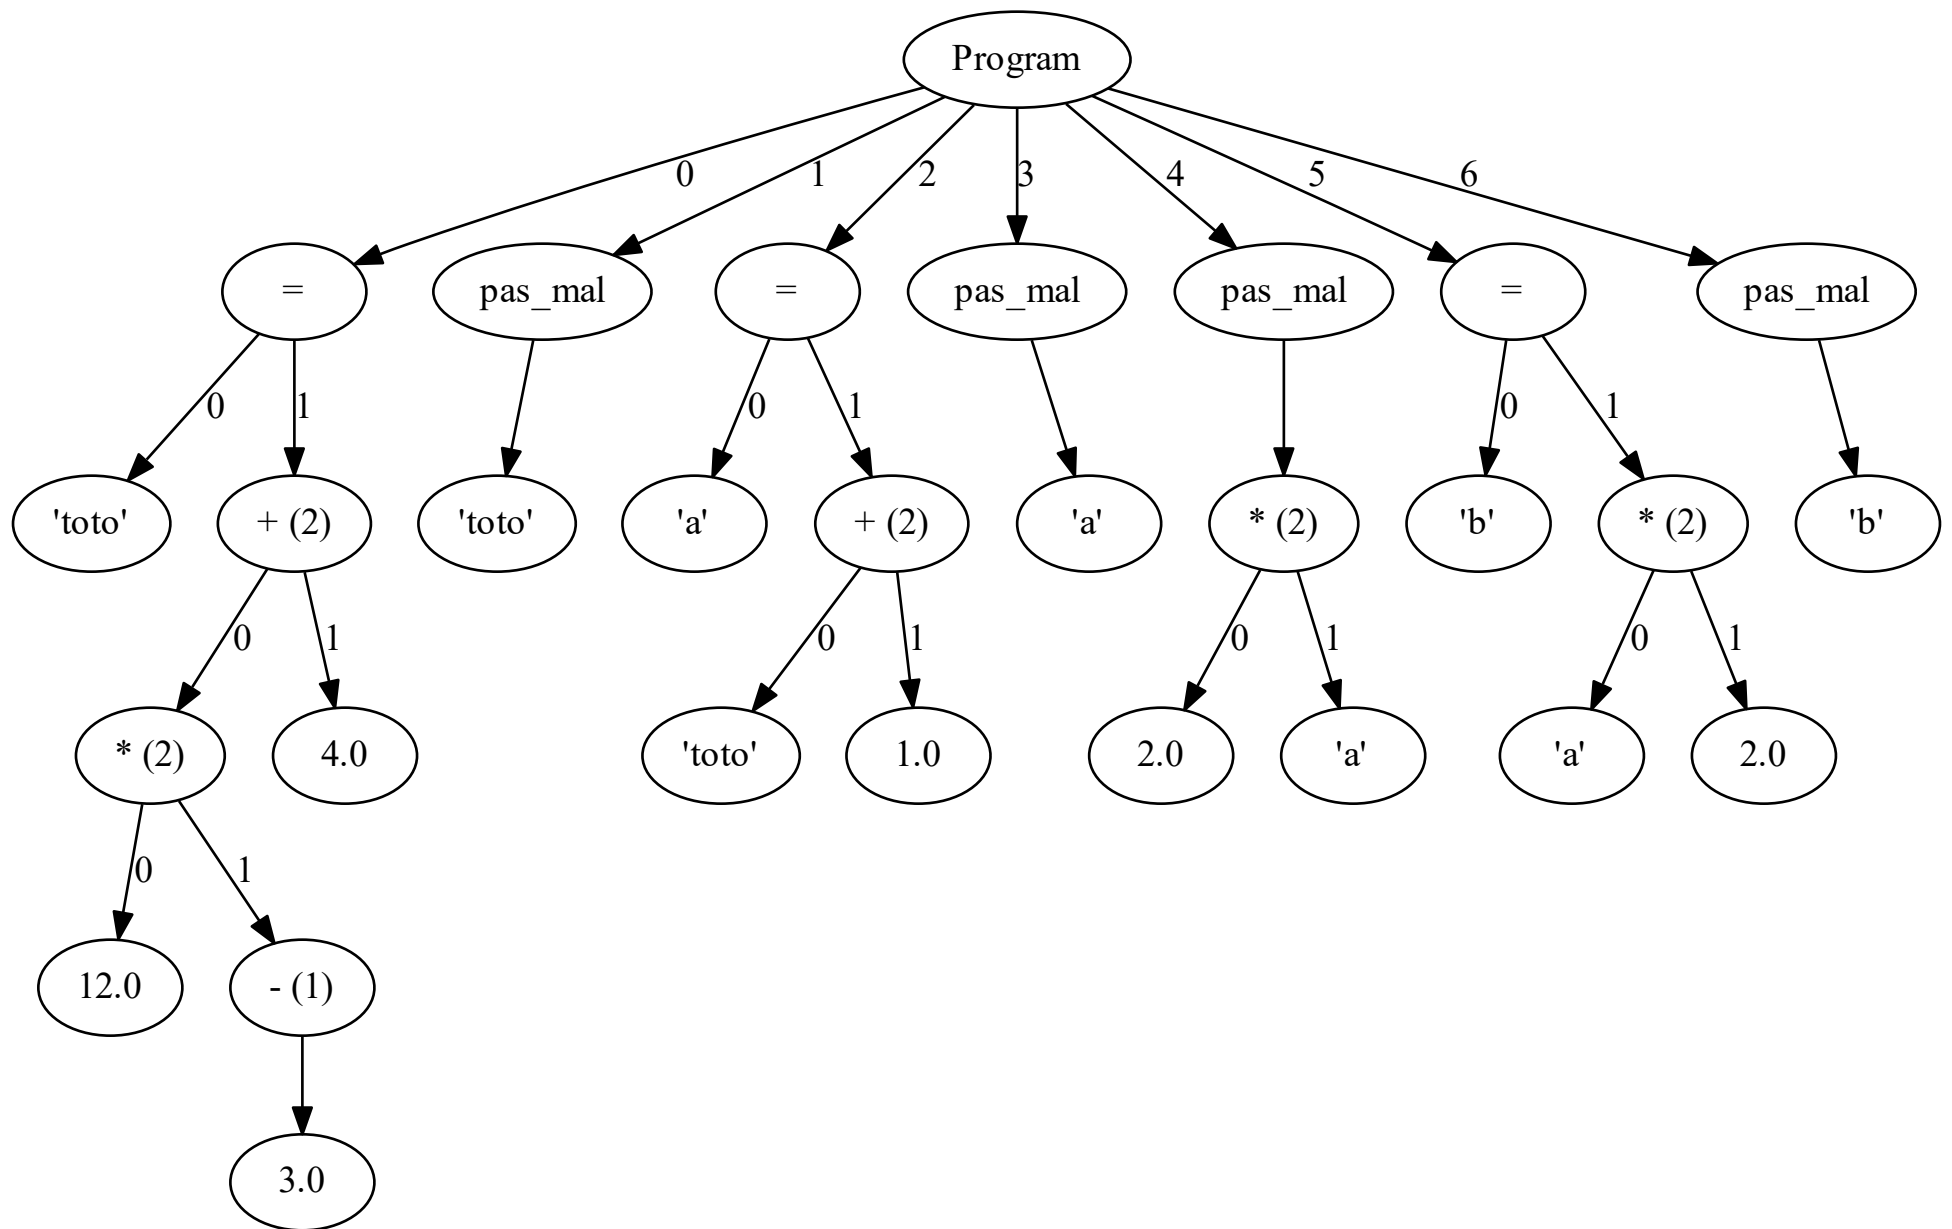 Program
0 1 2 3 4 5 6
= pas_mal = pas_mal pas_mal = pas_mal
0 1 0 1 0 1
'toto' + (2) 'toto' 'a' + (2) 'a' * (2) 'b' * (2) 'b'
0 1 0 1 0 1 0 1
* (2) 4.0 'toto' 1.0 2.0 'a' 'a' 2.0
0 1
12.0 - (1)
3.0